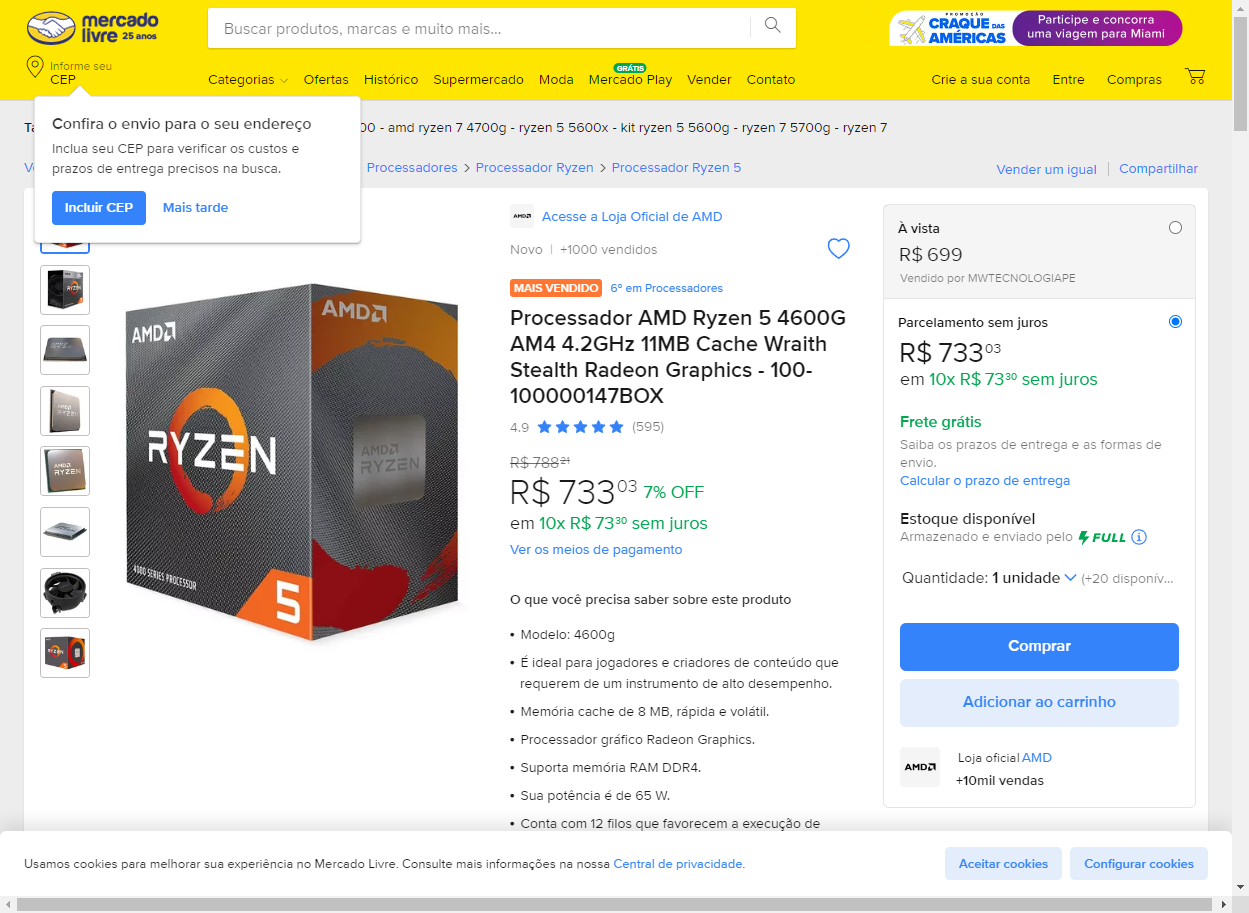 mercado
livre 25 anos
Buscar produtos, marcas e muito mais...
PROMOÇÃO
CRAQUE DAS
AMÉRICAS
Participe e concorra
uma viagem para Miami
Informe seu
CEP
Categorias
Ofertas
Histórico
Supermercado
Moda
GRÁTIS
Mercado Play
Vender
Contato
Crie a sua conta
Entre
Compras
Confira o envio para o seu endereço
Inclua seu CEP para verificar os custos e
prazos de entrega precisos na busca.
Incluir CEP
Mais tarde
00 - amd ryzen 7 4700g - ryzen 5 5600x - kit ryzen 5 5600g - ryzen 7 5700g - ryzen 7
Processadores > Processador Ryzen > Processador Ryzen 5
Vender um igual | Compartilhar
AMD
RYZEN
4000 SERIES PROCESSOR
5
AMD
AMD
RYZEN
AMD
Acesse a Loja Oficial de AMD
Novo | +1000 vendidos
MAIS VENDIDO
6º em Processadores
Processador AMD Ryzen 5 4600G
AM4 4.2GHz 11MB Cache Wraith
Stealth Radeon Graphics - 100-
100000147BOX
4.9
(595)
R$ 788 21
R$ 733 03 7% OFF
em 10x R$ 73 30 sem juros
Ver os meios de pagamento
O que você precisa saber sobre este produto
• Modelo: 4600g
• É ideal para jogadores e criadores de conteúdo que
requerem de um instrumento de alto desempenho.
• Memória cache de 8 MB, rápida e volátil.
• Processador gráfico Radeon Graphics.
• Suporta memória RAM DDR4.
• Sua potência é de 65 W.
• Conta com 12 filos que favorecem a execução de
À vista
R$ 699
Vendido por MWTECNOLOGIAPE
Parcelamento sem juros
R$ 733 03
em 10x R$ 73 30 sem juros
Frete grátis
Saiba os prazos de entrega e as formas de
envio.
Calcular o prazo de entrega
Estoque disponível
Armazenado e enviado pelo FULL
Quantidade: 1 unidade (+20 disponív...
Comprar
Adicionar ao carrinho
AMD
Loja oficial AMD
+10mil vendas
Usamos cookies para melhorar sua experiência no Mercado Livre. Consulte mais informações na nossa Central de privacidade.
Aceitar cookies
Configurar cookies